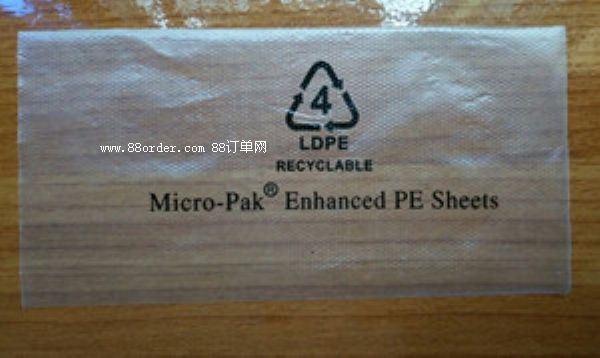 4
LDPE
www.88order.com 88订单网
RECYCLABLE
Micro-Pak® Enhanced PE Sheets